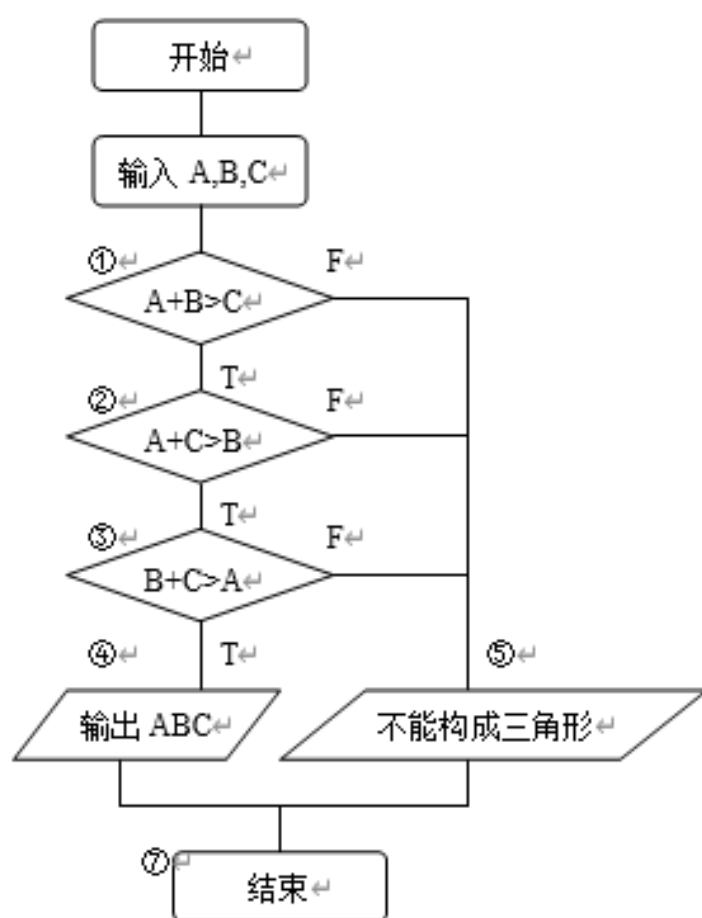 开始↵
输入 A,B,C↵
①↵
F↵
A+B>C↵
T↵
②↵
F↵
A+C>B↵
T↵
③↵
F↵
B+C>A↵
④↵
T↵
⑤↵
输出 ABC↵
不能构成三角形↵
⑦↵
结束↵